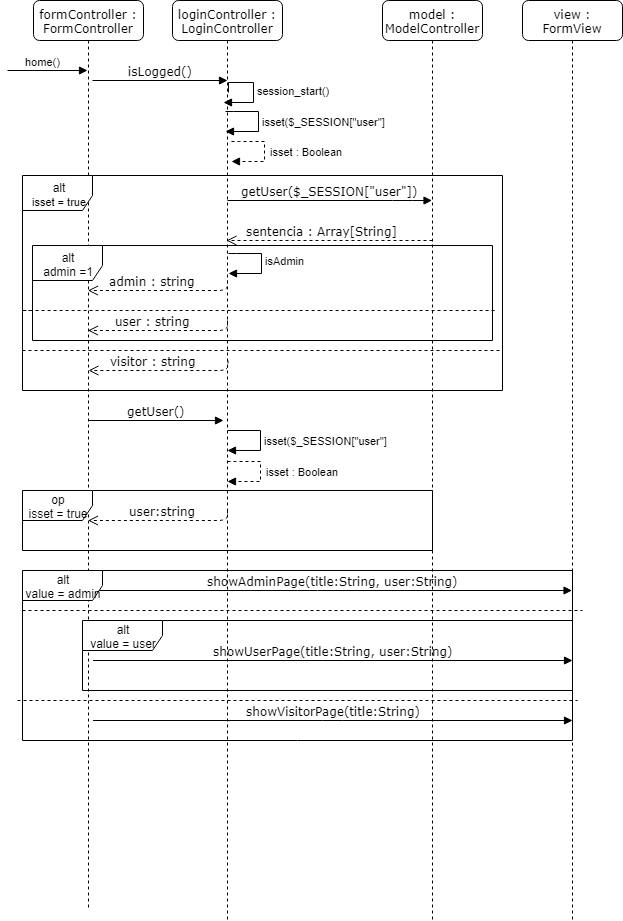 formController :
FormController
loginController :
LoginController
model :
ModelController
view :
FormView
home()
isLogged()
session_start()
isset($_SESSION["user"]
isset : Boolean
alt
isset = true
getUser($_SESSION["user"])
sentencia : Array[String]
alt
admin =1
isAdmin
admin : string
user : string
visitor : string
getUser()
isset($_SESSION["user"]
isset : Boolean
op
isset = true
user:string
alt
value = admin
showAdminPage(title:String, user:String)
alt
value = user
showUserPage(title:String, user:String)
showVisitorPage(title:String)